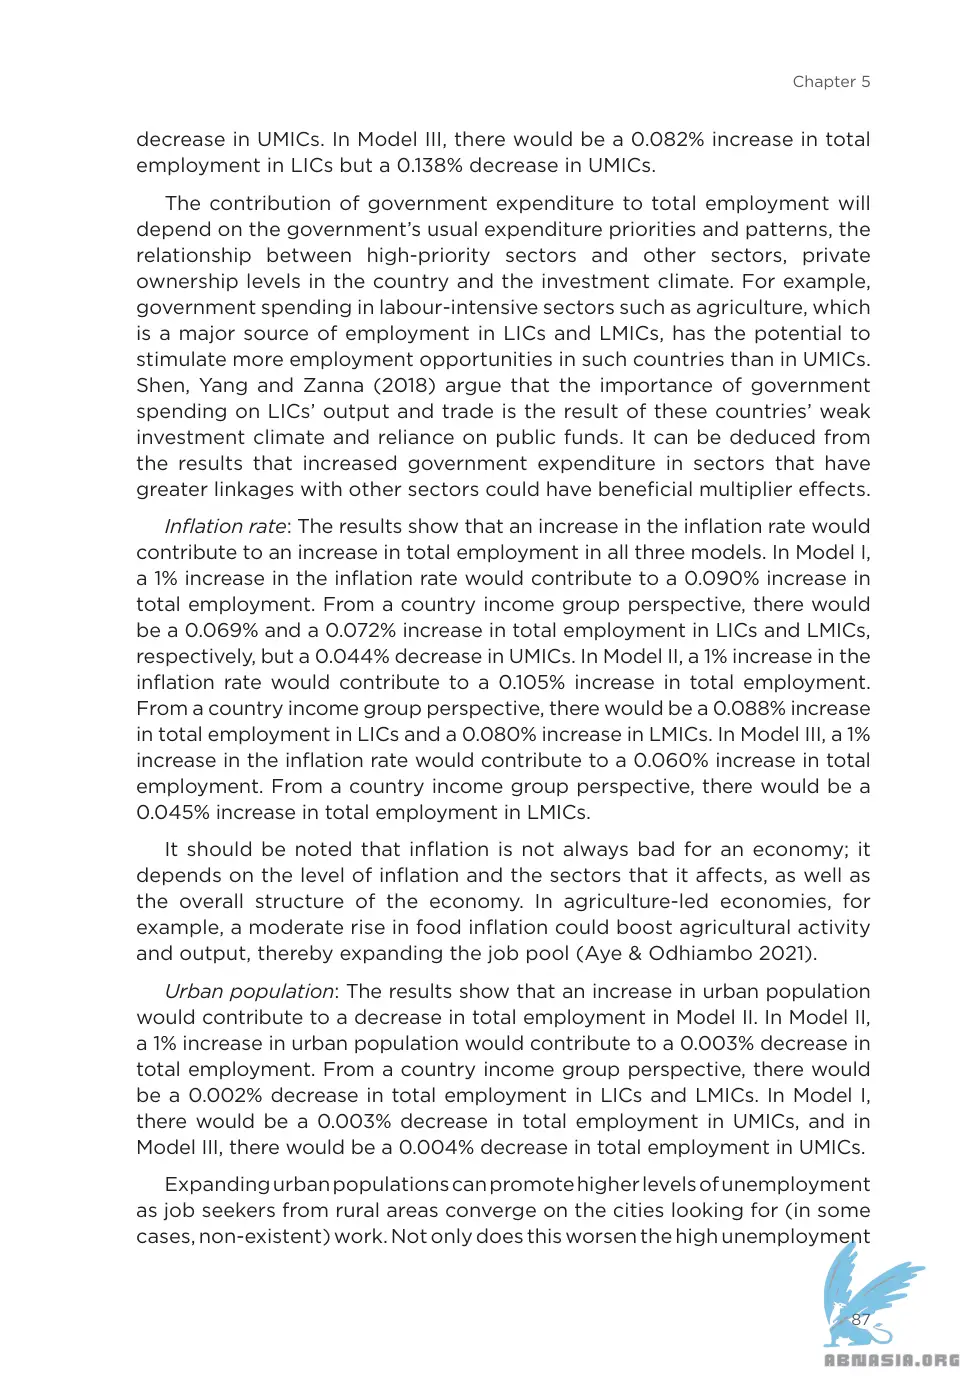 Chapter 5
decrease in UMICs. In Model III, there would be a 0.082% increase in total
employment in LICs but a 0.138% decrease in UMICs.
The contribution of government expenditure to total employment will
depend on the government’s usual expenditure priorities and patterns, the
relationship between high-priority sectors and other sectors, private
ownership levels in the country and the investment climate. For example,
government spending in labour-intensive sectors such as agriculture, which
is a major source of employment in LICs and LMICs, has the potential to
stimulate more employment opportunities in such countries than in UMICs.
Shen, Yang and Zanna (2018) argue that the importance of government
spending on LICs’ output and trade is the result of these countries’ weak
investment climate and reliance on public funds. It can be deduced from
the results that increased government expenditure in sectors that have
greater linkages with other sectors could have beneficial multiplier effects.
Inflation rate: The results show that an increase in the inflation rate would
contribute to an increase in total employment in all three models. In Model I,
a 1% increase in the inflation rate would contribute to a 0.090% increase in
total employment. From a country income group perspective, there would
be a 0.069% and a 0.072% increase in total employment in LICs and LMICs,
respectively, but a 0.044% decrease in UMICs. In Model II, a 1% increase in the
inflation rate would contribute to a 0.105% increase in total employment.
From a country income group perspective, there would be a 0.088% increase
in total employment in LICs and a 0.080% increase in LMICs. In Model III, a 1%
increase in the inflation rate would contribute to a 0.060% increase in total
employment. From a country income group perspective, there would be a
0.045% increase in total employment in LMICs.
It should be noted that inflation is not always bad for an economy; it
depends on the level of inflation and the sectors that it affects, as well as
the overall structure of the economy. In agriculture-led economies, for
example, a moderate rise in food inflation could boost agricultural activity
and output, thereby expanding the job pool (Aye & Odhiambo 2021).
Urban population: The results show that an increase in urban population
would contribute to a decrease in total employment in Model II. In Model II,
a 1% increase in urban population would contribute to a 0.003% decrease in
total employment. From a country income group perspective, there would
be a 0.002% decrease in total employment in LICs and LMICs. In Model I,
there would be a 0.003% decrease in total employment in UMICs, and in
Model III, there would be a 0.004% decrease in total employment in UMICs.
Expanding urban populations can promote higher levels of unemployment
as job seekers from rural areas converge on the cities looking for (in some
cases, non-existent) work. Not only does this worsen the high unemployment
87
ABNASIA.ORG